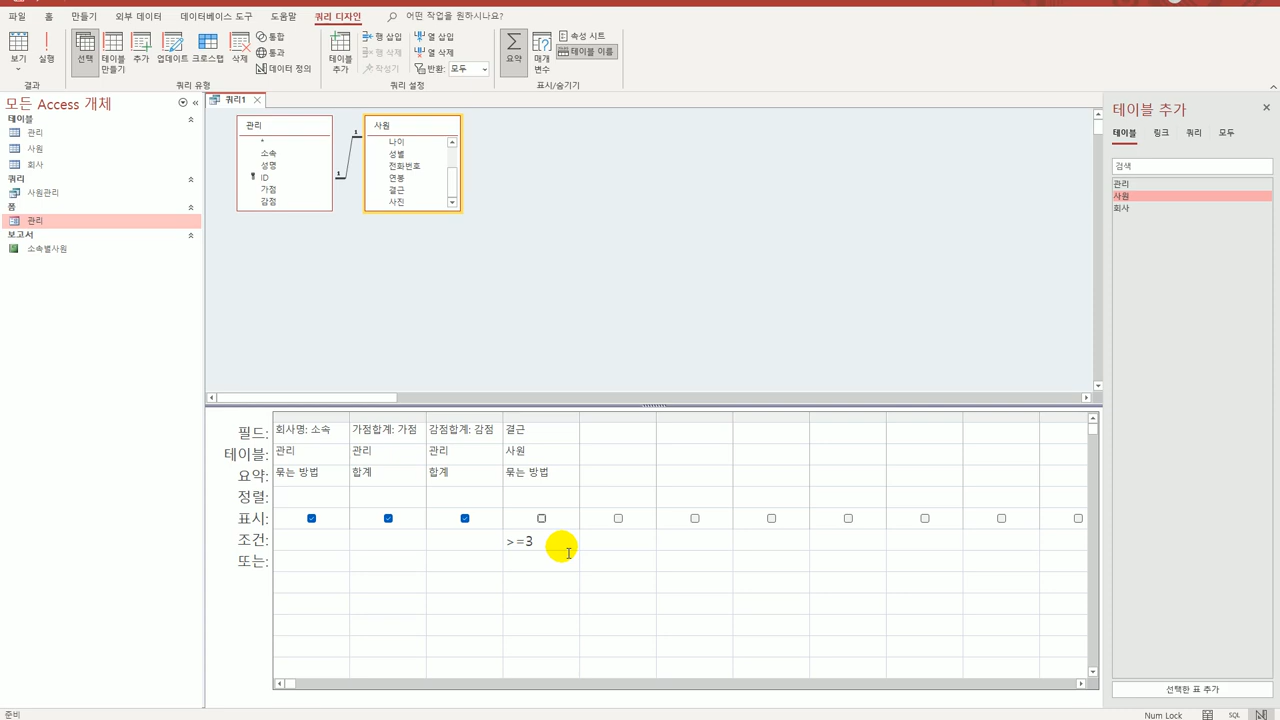 파일 홈 만들기 외부 데이터 데이터베이스 도구 도움말 쿼리 디자인 어떤 작업을 원하시나요?
보기 실행 선택 테이블 만들기 추가 업데이트 크로스탭 삭제 통합 통과 데이터 정의 테이블 추가 행 삽입 행 삭제 작성기 열 삽입 열 삭제 반환: 모두 요약 매개 변수 속성 시트 테이블 이름
결과 쿼리 유형 쿼리 설정 표시/숨기기
모든 Access 개체
테이블
관리
사원
회사
쿼리
사원관리
폼
관리
보고서
소속별사원
쿼리1
관리
*
소속
성명
ID
가점
감점
1
1
사원
나이
성별
전화번호
연봉
결근
사진
필드: 회사명: 소속 가점합계: 가점 감점합계: 감점 결근
테이블: 관리 관리 관리 사원
요약: 묶는 방법 합계 합계 묶는 방법
정렬:
표시:
조건: >=3
또는:
테이블 추가
테이블 링크 쿼리 모두
검색
관리
사원
회사
선택한 표 추가
준비 Num Lock SQL